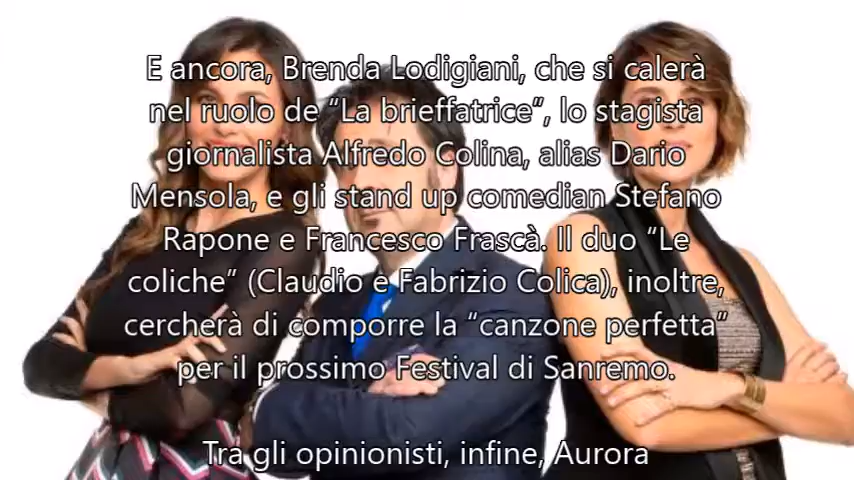 E ancora, Brenda Lodigiani, che si calerà
nel ruolo de “La brieffatrice”, lo stagista
giornalista Alfredo Colina, alias Dario
Mensola, e gli stand up comedian Stefano
Rapone e Francesco Frascà. Il duo “Le
coliche” (Claudio e Fabrizio Colica), inoltre,
cercherà di comporre la “canzone perfetta”
per il prossimo Festival di Sanremo.
Tra gli opinionisti, infine, Aurora